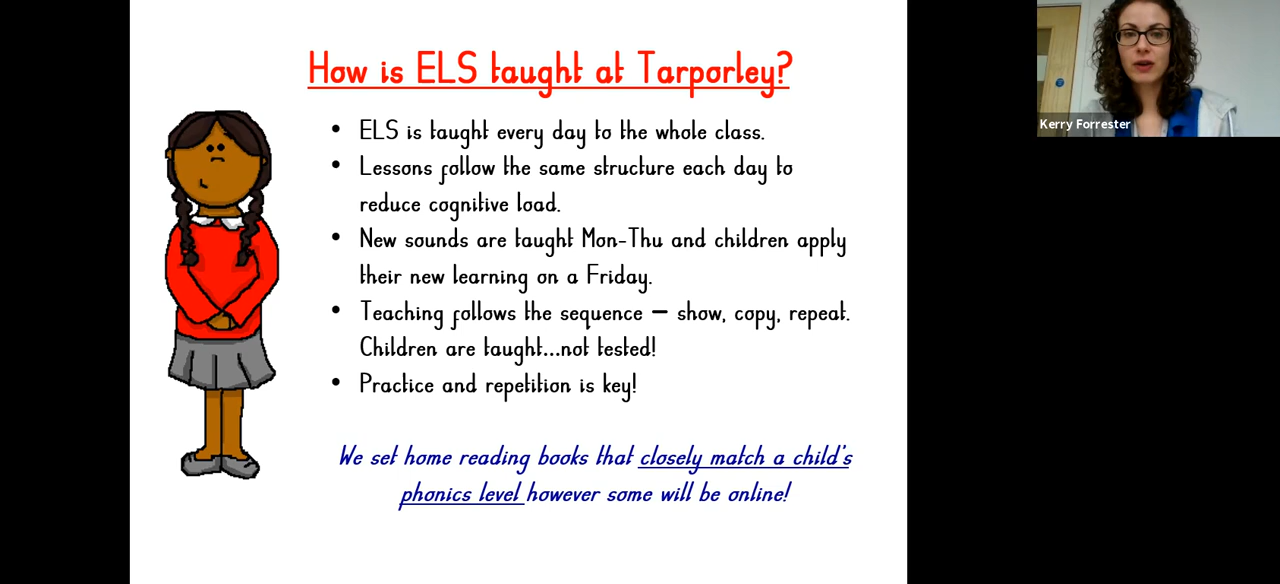 How is ELS taught at Tarporley?
• ELS is taught every day to the whole class.
• Lessons follow the same structure each day to
reduce cognitive load.
• New sounds are taught Mon-Thu and children apply
their new learning on a Friday.
• Teaching follows the sequence – show, copy, repeat.
Children are taught...not tested!
• Practice and repetition is key!
We set home reading books that closely match a child's
phonics level however some will be online!
Kerry Forrester